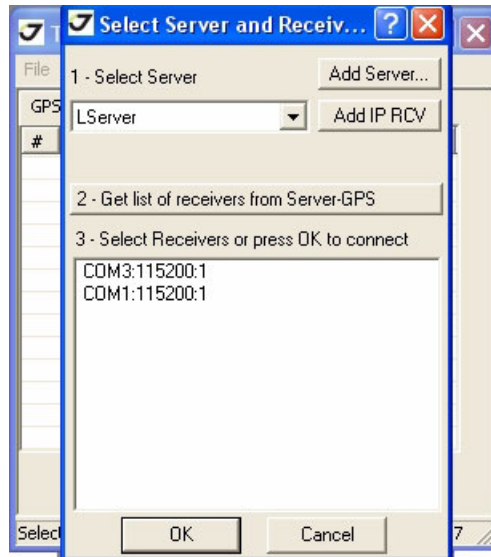 T Select Server and Receiv...
File
1 - Select Server
Add Server...
GPS
LServer
Add IP RCV
#
2 - Get list of receivers from Server-GPS
3 - Select Receivers or press OK to connect
COM3:115200:1
COM1:115200:1
Selec
OK
Cancel
7